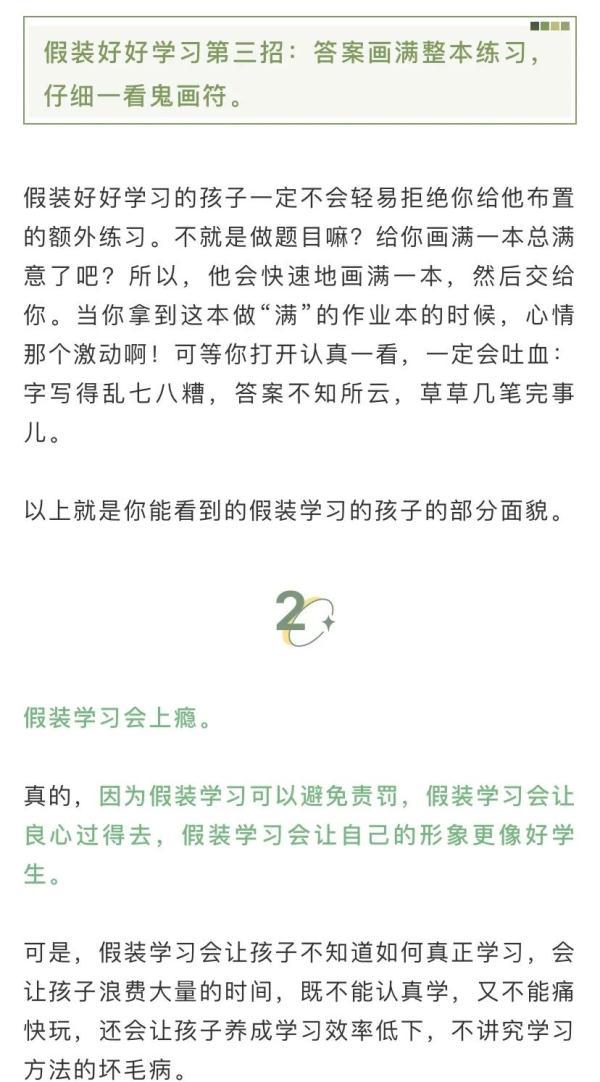 假装好好学习第三招：答案画满整本练习，
仔细一看鬼画符。
假装好好学习的孩子一定不会轻易拒绝你给他布置
的额外练习。不就是做题目嘛？给你画满一本总满
意了吧？所以，他会快速地画满一本，然后交给
你。当你拿到这本做“满”的作业本的时候，心情
那个激动啊！可等你打开认真一看，一定会吐血：
字写得乱七八糟，答案不知所云，草草几笔完事
儿。
以上就是你能看到的假装学习的孩子的部分面貌。
2
假装学习会上瘾。
真的，因为假装学习可以避免责罚，假装学习会让
良心过得去，假装学习会让自己的形象更像好学
生。
可是，假装学习会让孩子不知道如何真正学习，会
让孩子浪费大量的时间，既不能认真学，又不能痛
快玩，还会让孩子养成学习效率低下，不讲究学习
方法的坏毛病。